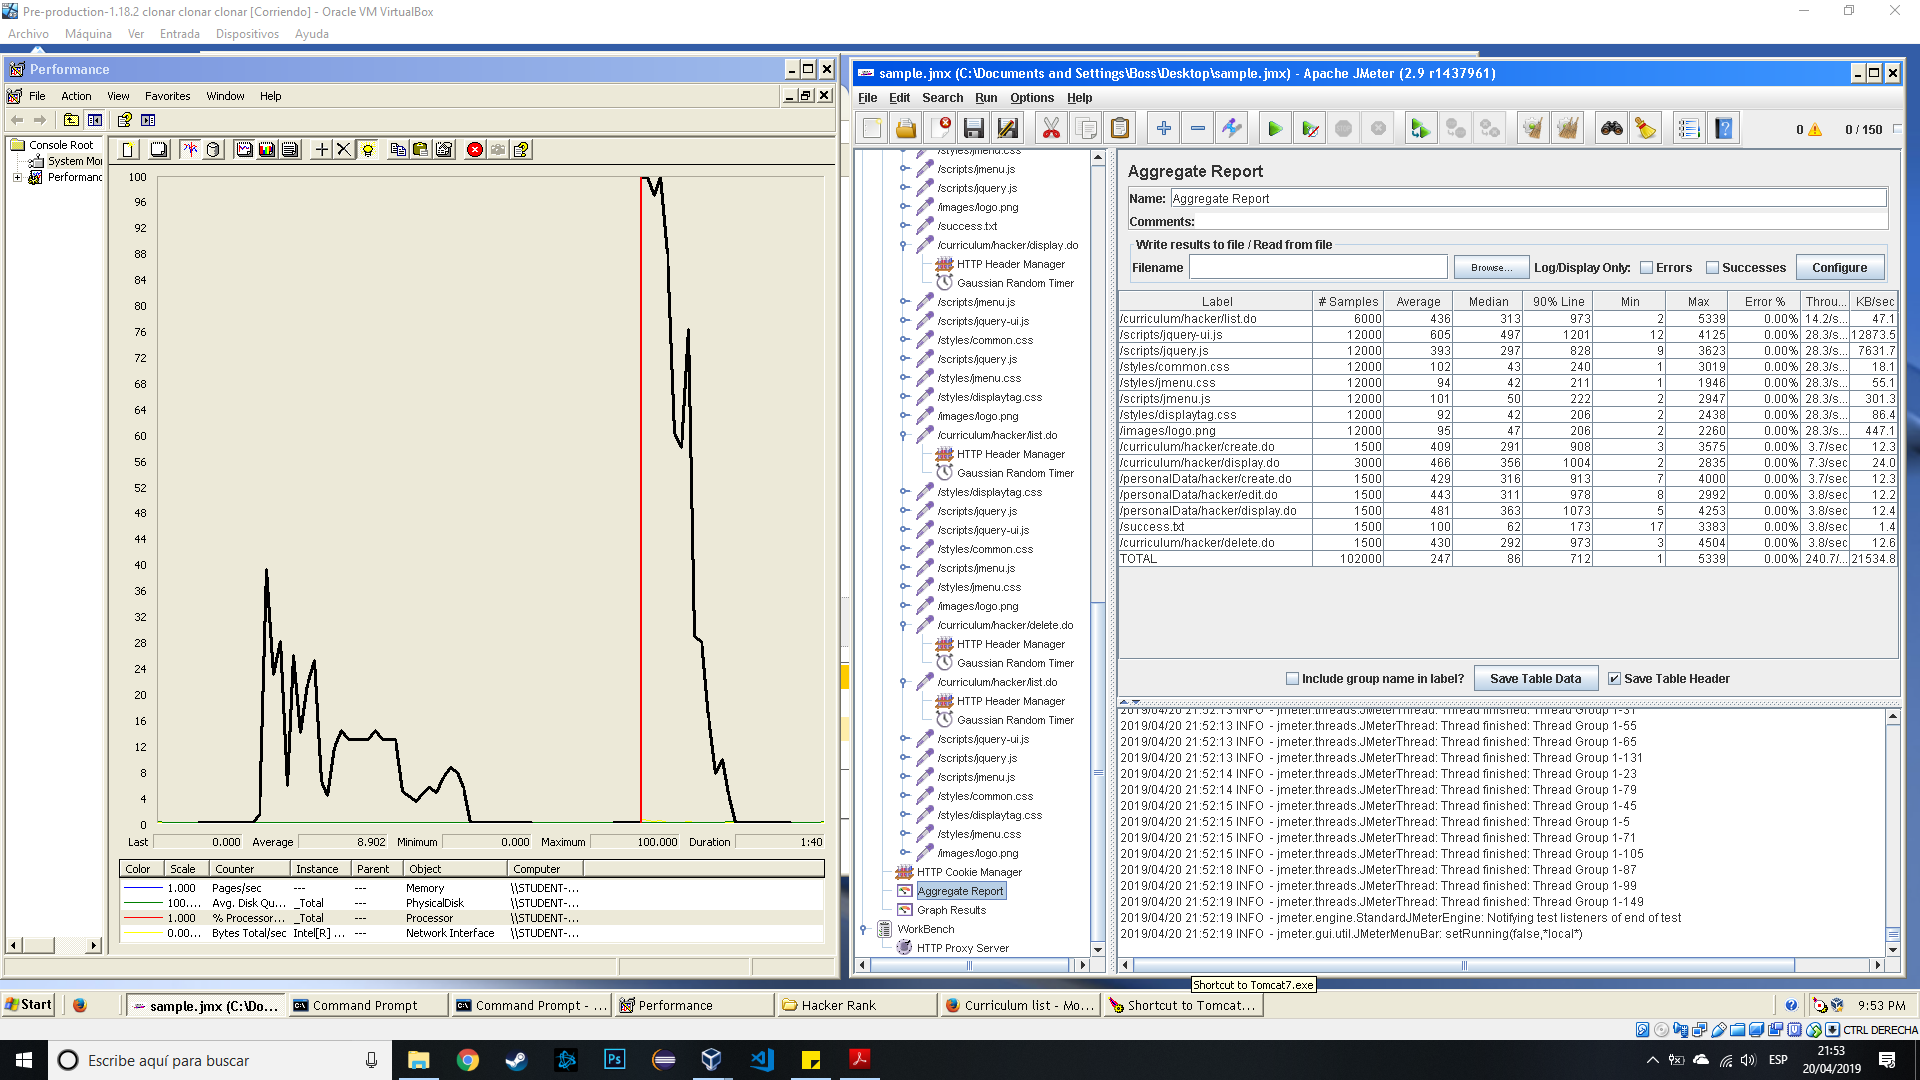 Pre-production-1.18.2 clonar clonar clonar [Corriendo] - Oracle VM VirtualBox
Archivo Máquina Ver Entrada Dispositivos Ayuda
Performance
File Action View Favorites Window Help
Console Root
System Mo
Performanc
100
96
92
88
84
80
76
72
68
64
60
56
52
48
44
40
36
32
28
24
20
16
12
8
4
0
Last 0.000 Average 8.902 Minimum 0.000 Maximum 100.000 Duration 1:40
Color Scale Counter Instance Parent Object Computer
1.000 Pages/sec --- --- Memory \\STUDENT-...
100.... Avg. Disk Qu... _Total --- PhysicalDisk \\STUDENT-...
1.000 % Processor... _Total --- Processor \\STUDENT-...
0.00... Bytes Total/sec Intel[R] ... --- Network Interface \\STUDENT-...
sample.jmx (C:\Documents and Settings\Boss\Desktop\sample.jmx) - Apache JMeter (2.9 r1437961)
File Edit Search Run Options Help
0 0 / 150
/styles/jmenu.css
/scripts/jmenu.js
/scripts/jquery.js
/images/logo.png
/success.txt
/curriculum/hacker/display.do
HTTP Header Manager
Gaussian Random Timer
/scripts/jmenu.js
/scripts/jquery-ui.js
/styles/common.css
/scripts/jquery.js
/styles/jmenu.css
/styles/displaytag.css
/images/logo.png
/curriculum/hacker/list.do
HTTP Header Manager
Gaussian Random Timer
/styles/displaytag.css
/scripts/jquery.js
/scripts/jquery-ui.js
/styles/common.css
/scripts/jmenu.js
/styles/jmenu.css
/images/logo.png
/curriculum/hacker/delete.do
HTTP Header Manager
Gaussian Random Timer
/curriculum/hacker/list.do
HTTP Header Manager
Gaussian Random Timer
/scripts/jquery-ui.js
/scripts/jquery.js
/scripts/jmenu.js
/styles/common.css
/styles/displaytag.css
/styles/jmenu.css
/images/logo.png
HTTP Cookie Manager
Aggregate Report
Graph Results
WorkBench
HTTP Proxy Server
Aggregate Report
Name: Aggregate Report
Comments:
Write results to file / Read from file
Filename Browse... Log/Display Only: Errors Successes Configure
Label # Samples Average Median 90% Line Min Max Error % Throu... KB/sec
/curriculum/hacker/list.do 6000 436 313 973 2 5339 0.00% 14.2/s... 47.1
/scripts/jquery-ui.js 12000 605 497 1201 12 4125 0.00% 28.3/s... 12873.5
/scripts/jquery.js 12000 393 297 828 9 3623 0.00% 28.3/s... 7631.7
/styles/common.css 12000 102 43 240 1 3019 0.00% 28.3/s... 18.1
/styles/jmenu.css 12000 94 42 211 1 1946 0.00% 28.3/s... 55.1
/scripts/jmenu.js 12000 101 50 222 2 2947 0.00% 28.3/s... 301.3
/styles/displaytag.css 12000 92 42 206 2 2438 0.00% 28.3/s... 86.4
/images/logo.png 12000 95 47 206 2 2260 0.00% 28.3/s... 447.1
/curriculum/hacker/create.do 1500 409 291 908 3 3575 0.00% 3.7/sec 12.3
/curriculum/hacker/display.do 3000 466 356 1004 2 2835 0.00% 7.3/sec 24.0
/personalData/hacker/create.do 1500 429 316 913 7 4000 0.00% 3.7/sec 12.3
/personalData/hacker/edit.do 1500 443 311 978 8 2992 0.00% 3.8/sec 12.2
/personalData/hacker/display.do 1500 481 363 1073 5 4253 0.00% 3.8/sec 12.4
/success.txt 1500 100 62 173 17 3383 0.00% 3.8/sec 1.4
/curriculum/hacker/delete.do 1500 430 292 973 3 4504 0.00% 3.8/sec 12.6
TOTAL 102000 247 86 712 1 5339 0.00% 240.7/... 21534.8
Include group name in label? Save Table Data Save Table Header
2019/04/20 21:52:13 INFO - jmeter.threads.JMeterThread: Thread finished: Thread Group 1-31
2019/04/20 21:52:13 INFO - jmeter.threads.JMeterThread: Thread finished: Thread Group 1-55
2019/04/20 21:52:13 INFO - jmeter.threads.JMeterThread: Thread finished: Thread Group 1-65
2019/04/20 21:52:13 INFO - jmeter.threads.JMeterThread: Thread finished: Thread Group 1-131
2019/04/20 21:52:14 INFO - jmeter.threads.JMeterThread: Thread finished: Thread Group 1-23
2019/04/20 21:52:14 INFO - jmeter.threads.JMeterThread: Thread finished: Thread Group 1-79
2019/04/20 21:52:15 INFO - jmeter.threads.JMeterThread: Thread finished: Thread Group 1-45
2019/04/20 21:52:15 INFO - jmeter.threads.JMeterThread: Thread finished: Thread Group 1-5
2019/04/20 21:52:15 INFO - jmeter.threads.JMeterThread: Thread finished: Thread Group 1-71
2019/04/20 21:52:15 INFO - jmeter.threads.JMeterThread: Thread finished: Thread Group 1-105
2019/04/20 21:52:18 INFO - jmeter.threads.JMeterThread: Thread finished: Thread Group 1-87
2019/04/20 21:52:19 INFO - jmeter.threads.JMeterThread: Thread finished: Thread Group 1-99
2019/04/20 21:52:19 INFO - jmeter.threads.JMeterThread: Thread finished: Thread Group 1-149
2019/04/20 21:52:19 INFO - jmeter.engine.StandardJMeterEngine: Notifying test listeners of end of test
2019/04/20 21:52:19 INFO - jmeter.gui.util.JMeterMenuBar: setRunning(false,*local*)
Shortcut to Tomcat7.exe
Start sample.jmx (C:\Do... Command Prompt Command Prompt - ... Performance Hacker Rank Curriculum list - Mo... Shortcut to Tomcat... 9:53 PM
CTRL DERECHA
Escribe aquí para buscar
Ps
ESP
21:53
20/04/2019